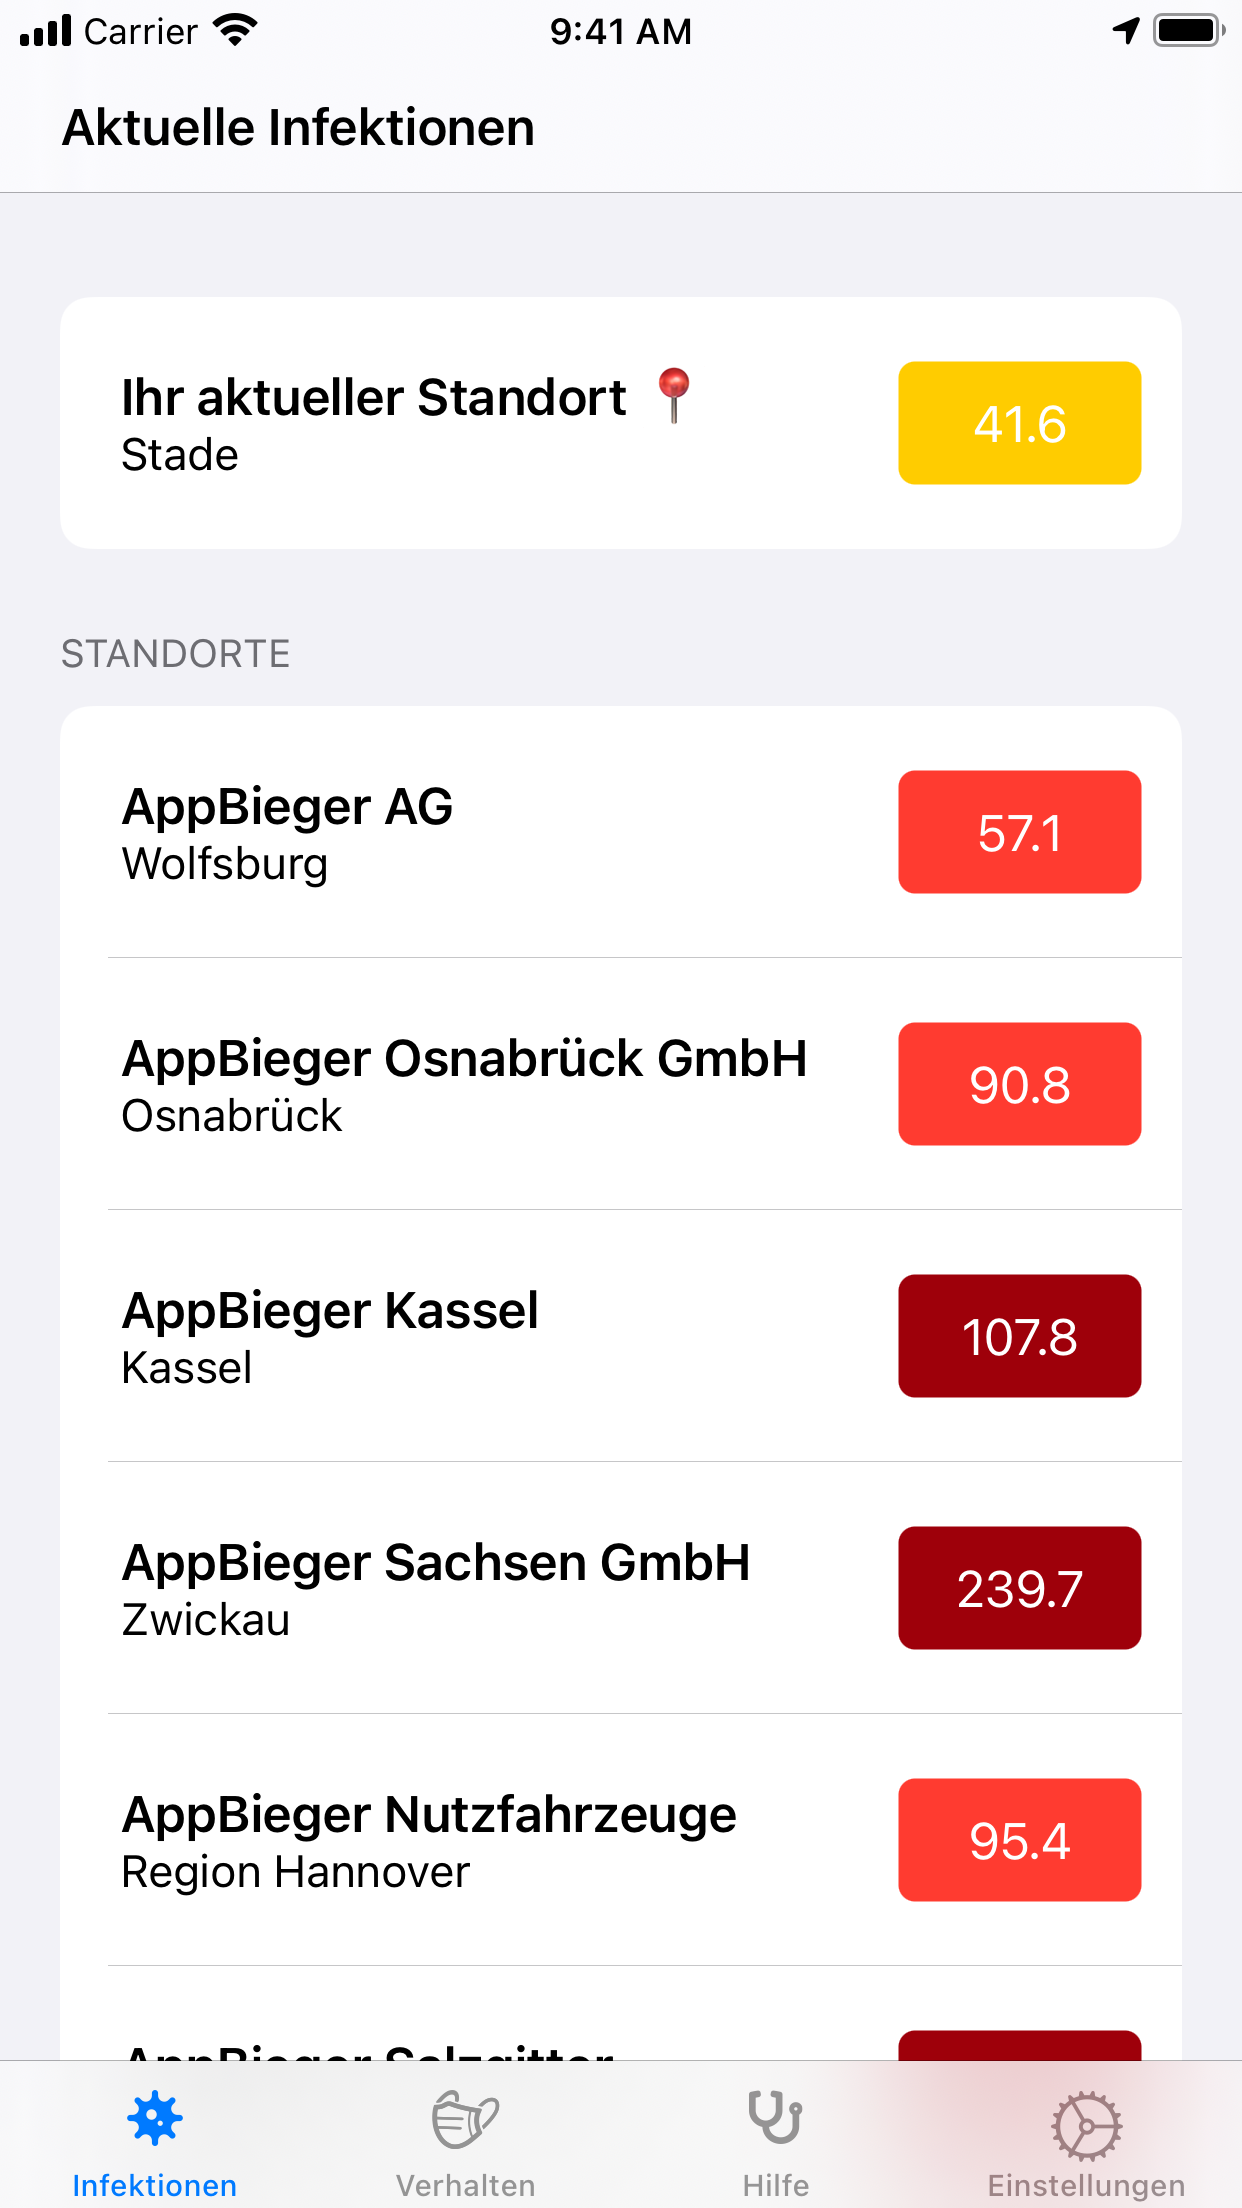 Carrier 9:41 AM
Aktuelle Infektionen
Ihr aktueller Standort
Stade
41.6
STANDORTE
AppBieger AG
Wolfsburg
57.1
AppBieger Osnabrück GmbH
Osnabrück
90.8
AppBieger Kassel
Kassel
107.8
AppBieger Sachsen GmbH
Zwickau
239.7
AppBieger Nutzfahrzeuge
Region Hannover
95.4
AppBieger Salzgitter
Infektionen Verhalten Hilfe Einstellungen